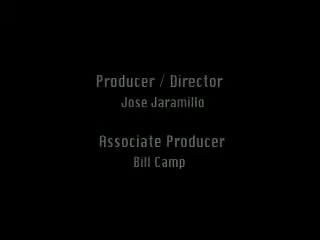 Producer / Director
Jose Jaramillo
Associate Producer
Bill Camp